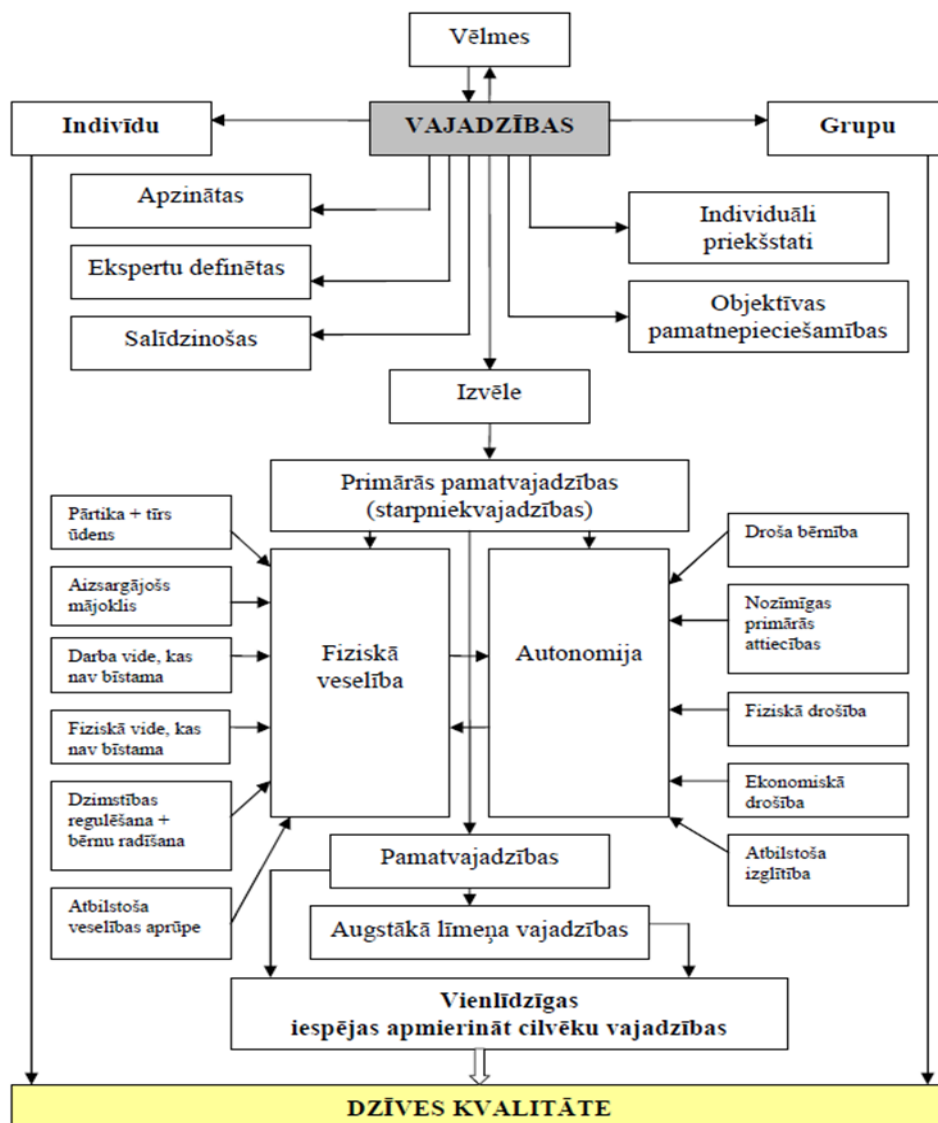 Vēlmes
Indivīdu
VAJADZĪBAS
Grupu
Apzinātas
Individuāli
priekšstati
Ekspertu definētas
Objektīvas
pamatnepieciešamības
Salīdzinošas
Izvēle
Primārās pamatvajadzības
(starpniekvajadzības)
Pārtika + tīrs
ūdens
Aizsargājošs
mājoklis
Darba vide, kas
nav bīstama
Fiziskā vide, kas
nav bīstama
Dzimstības
regulēšana +
bērnu radīšana
Atbilstoša
veselības aprūpe
Fiziskā
veselība
Autonomija
Droša bērnība
Nozīmīgas
primārās
attiecības
Fiziskā drošība
Ekonomiskā
drošība
Atbilstoša
izglītība
Pamatvajadzības
Augstākā līmeņa vajadzības
Vienlīdzīgas
iespējas apmierināt cilvēku vajadzības
DZĪVES KVALITĀTE